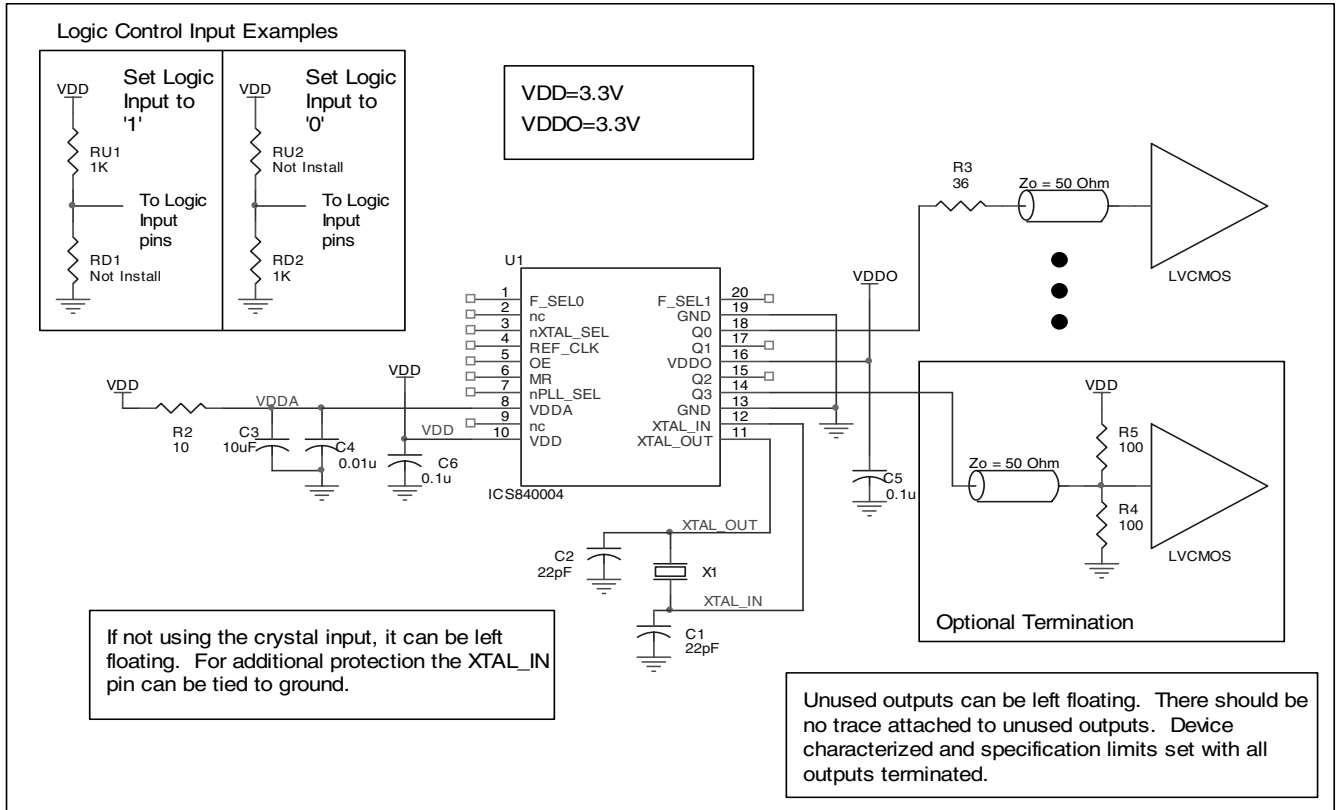 Logic Control Input Examples
VDD
Set Logic
Input to
'1'
RU1
1K
To Logic
Input
pins
RD1
Not Install
VDD
Set Logic
Input to
'0'
RU2
Not Install
To Logic
Input
pins
RD2
1K
VDD=3.3V
VDDO=3.3V
R3
36
Zo = 50 Ohm
LVCMOS
U1
1 F_SEL0
2 nc
3 nXTAL_SEL
4 REF_CLK
5 OE
6 MR
7 nPLL_SEL
8 VDDA
9 nc
10 VDD
F_SEL1 20
GND 19
Q0 18
Q1 17
VDDO 16
Q2 15
Q3 14
GND 13
XTAL_IN 12
XTAL_OUT 11
ICS840004
VDD
R2
10
VDDA
C3
10uF
C4
0.01u
VDD
VDD
C6
0.1u
VDDO
C5
0.1u
XTAL_OUT
C2
22pF
X1
XTAL_IN
C1
22pF
VDD
R5
100
Zo = 50 Ohm
R4
100
LVCMOS
Optional Termination
If not using the crystal input, it can be left
floating. For additional protection the XTAL_IN
pin can be tied to ground.
Unused outputs can be left floating. There should be
no trace attached to unused outputs. Device
characterized and specification limits set with all
outputs terminated.